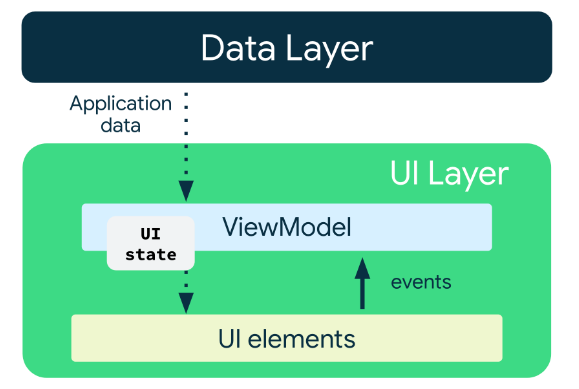 Data Layer
Application
data
UI Layer
ViewModel
UI
state
events
UI elements